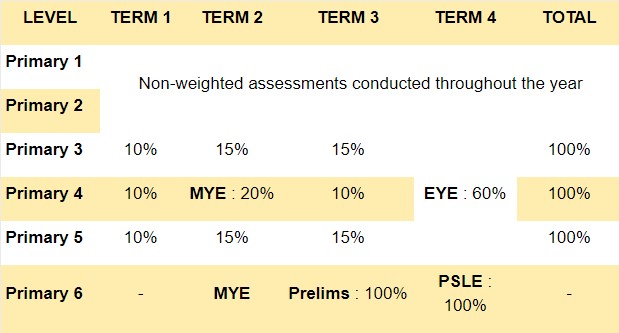 LEVEL TERM 1 TERM 2 TERM 3 TERM 4 TOTAL
Primary 1
Non-weighted assessments conducted throughout the year
Primary 2
Primary 3 10% 15% 15% 100%
Primary 4 10% MYE : 20% 10% EYE : 60% 100%
Primary 5 10% 15% 15% 100%
Primary 6 - MYE Prelims : 100% PSLE : 100% -